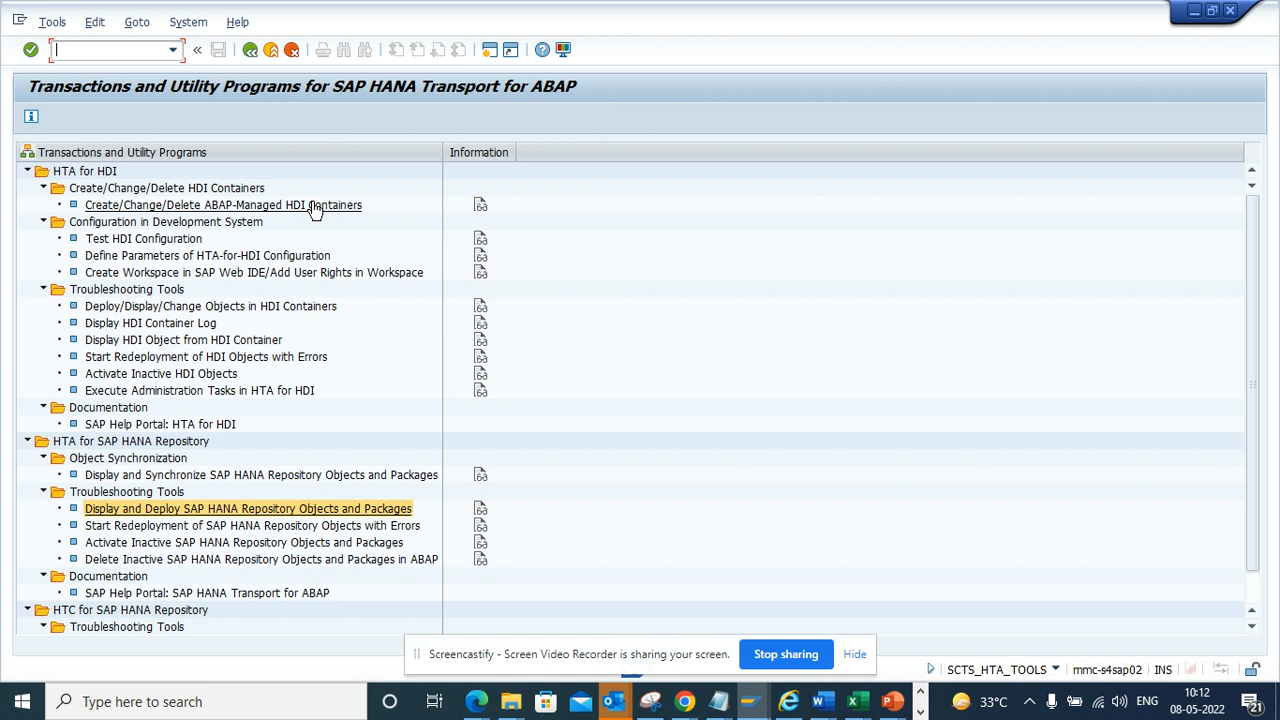 Tools Edit Goto System Help
Transactions and Utility Programs for SAP HANA Transport for ABAP
Transactions and Utility Programs Information
HTA for HDI
Create/Change/Delete HDI Containers
Create/Change/Delete ABAP-Managed HDI Containers
Configuration in Development System
Test HDI Configuration
Define Parameters of HTA-for-HDI Configuration
Create Workspace in SAP Web IDE/Add User Rights in Workspace
Troubleshooting Tools
Deploy/Display/Change Objects in HDI Containers
Display HDI Container Log
Display HDI Object from HDI Container
Start Redeployment of HDI Objects with Errors
Activate Inactive HDI Objects
Execute Administration Tasks in HTA for HDI
Documentation
SAP Help Portal: HTA for HDI
HTA for SAP HANA Repository
Object Synchronization
Display and Synchronize SAP HANA Repository Objects and Packages
Troubleshooting Tools
Display and Deploy SAP HANA Repository Objects and Packages
Start Redeployment of SAP HANA Repository Objects with Errors
Activate Inactive SAP HANA Repository Objects and Packages
Delete Inactive SAP HANA Repository Objects and Packages in ABAP
Documentation
SAP Help Portal: SAP HANA Transport for ABAP
HTC for SAP HANA Repository
Troubleshooting Tools
Screencastify - Screen Video Recorder is sharing your screen. Stop sharing Hide
SCTS_HTA_TOOLS mmc-s4sap02 INS
Type here to search 33°C ENG 10:12
08-05-2022 21